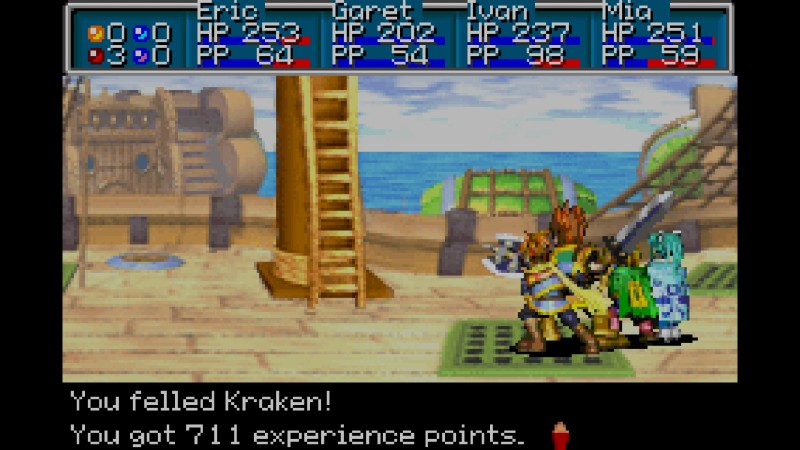 Eric Garet Ivan Mia
0 0 HP 253 HP 202 HP 237 HP 251
3 0 PP 64 PP 54 PP 98 PP 59
You felled Kraken!
You got 711 experience points.